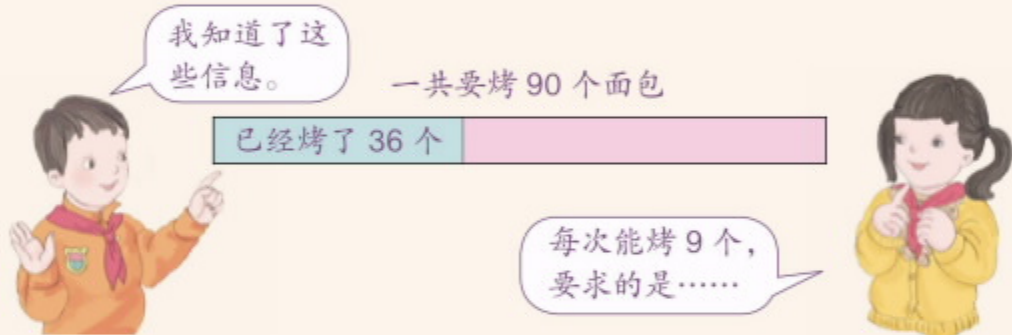 我知道了这
些信息。
一共要烤 90 个面包
已经烤了 36 个
每次能烤 9 个，
要求的是……